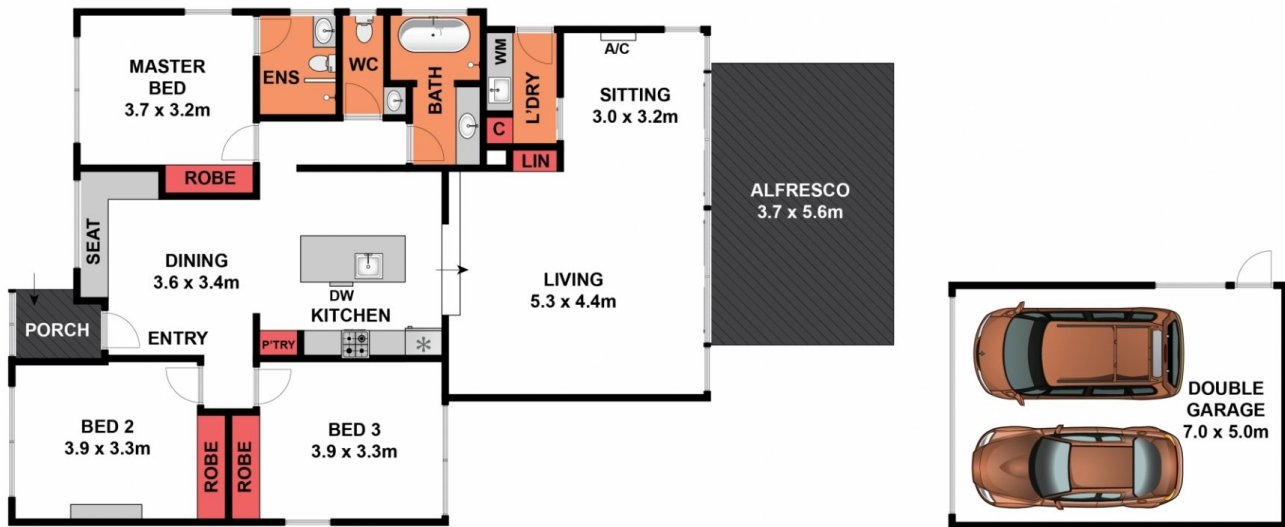 MASTER
BED
3.7 x 3.2m
ENS
WC
BATH
WM
L'DRY
C
LIN
A/C
SITTING
3.0 x 3.2m
ROBE
SEAT
DINING
3.6 x 3.4m
DW
KITCHEN
P'TRY
LIVING
5.3 x 4.4m
ALFRESCO
3.7 x 5.6m
PORCH
ENTRY
BED 2
3.9 x 3.3m
ROBE
ROBE
BED 3
3.9 x 3.3m
DOUBLE
GARAGE
7.0 x 5.0m